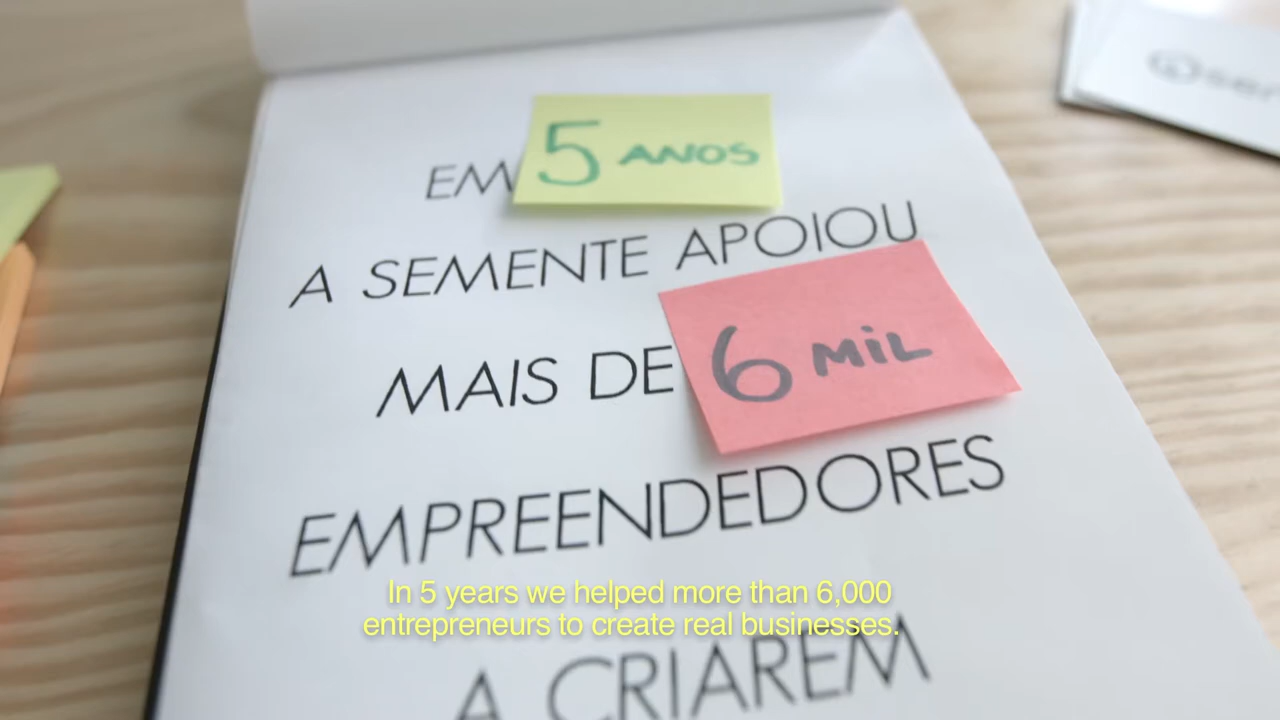 EM 5 ANOS
A SEMENTE APOIOU
MAIS DE 6 MIL
EMPREENDEDORES
In 5 years we helped more than 6,000
entrepreneurs to create real businesses.
A CRIAREM